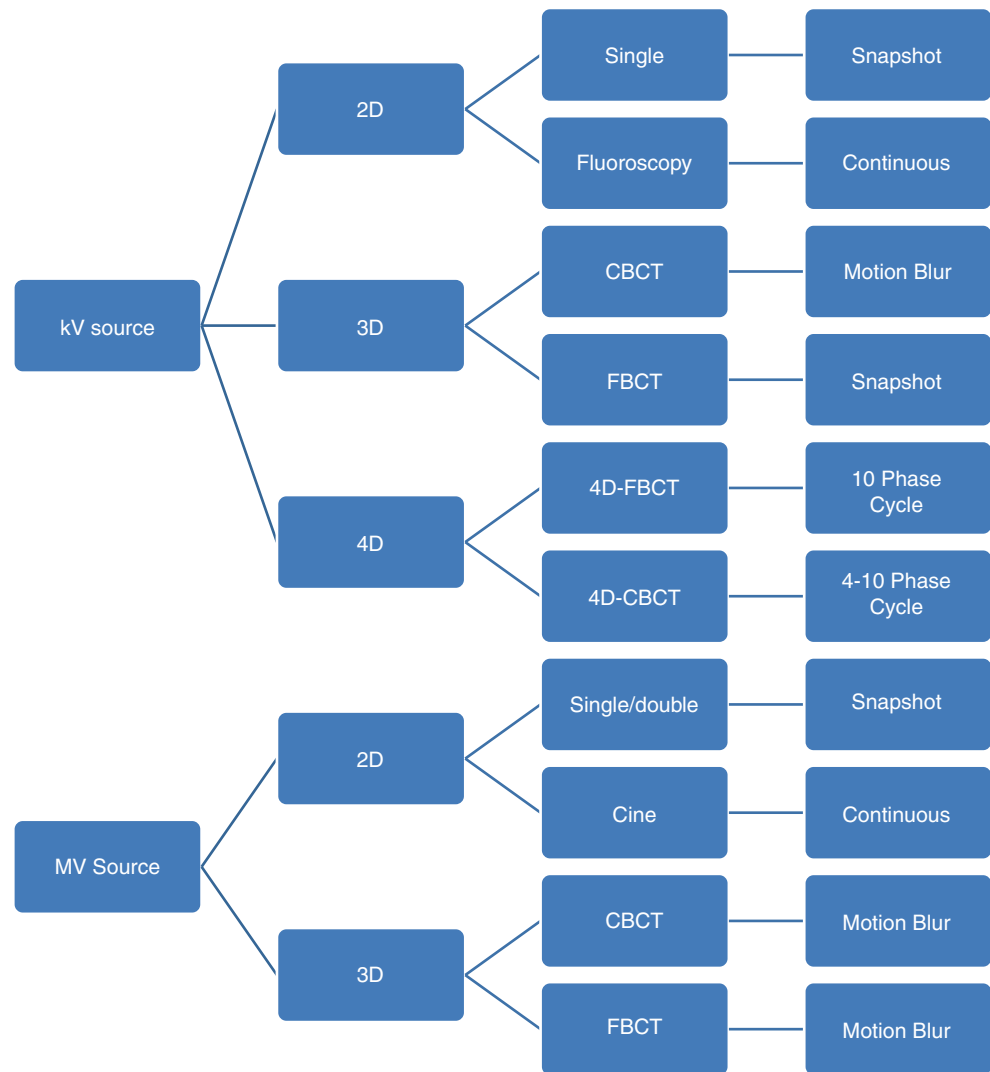 Single
Snapshot
2D
Fluoroscopy
Continuous
CBCT
Motion Blur
kV source
3D
FBCT
Snapshot
4D-FBCT
10 Phase
Cycle
4D
4D-CBCT
4-10 Phase
Cycle
Single/double
Snapshot
2D
Cine
Continuous
MV Source
CBCT
Motion Blur
3D
FBCT
Motion Blur